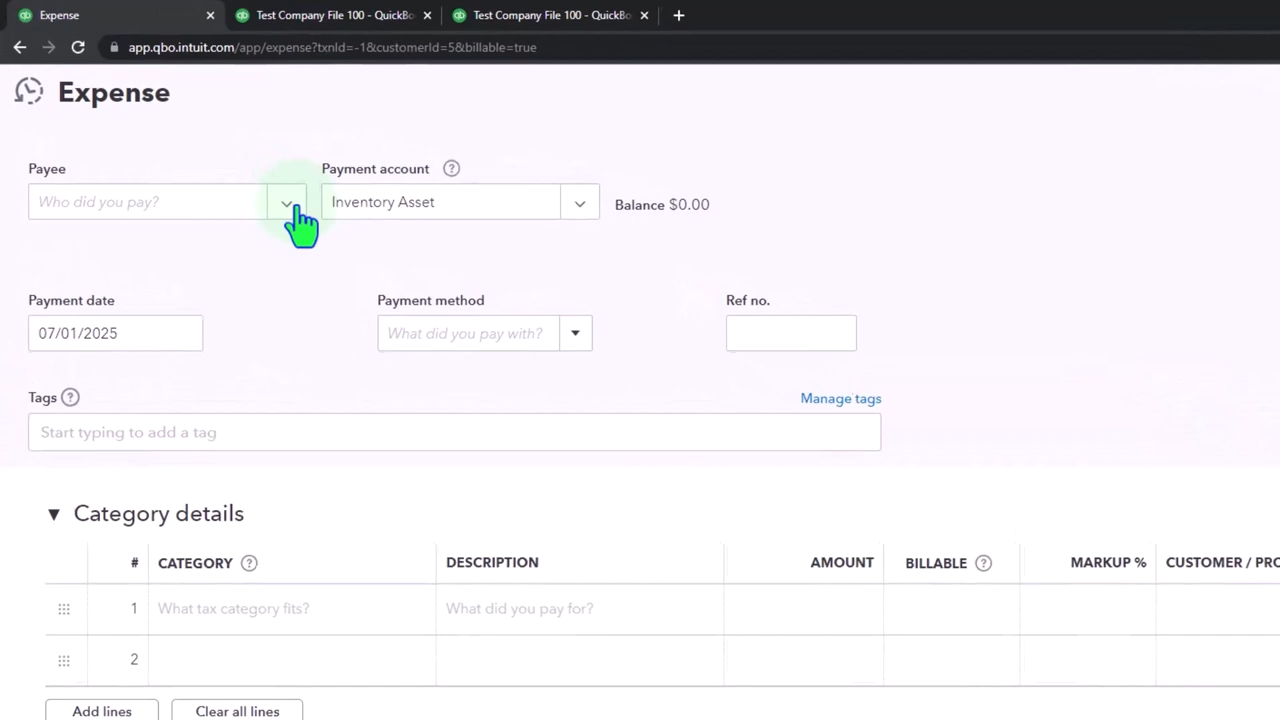 Expense
Test Company File 100 - QuickBo
Test Company File 100 - QuickBo
app.qbo.intuit.com/app/expense?txnId=-1&customerId=5&billable=true
Expense
Payee
Payment account
Who did you pay?
Inventory Asset
Balance $0.00
Payment date
Payment method
Ref no.
07/01/2025
What did you pay with?
Tags
Manage tags
Start typing to add a tag
Category details
# CATEGORY DESCRIPTION AMOUNT BILLABLE MARKUP % CUSTOMER / PRO
1 What tax category fits? What did you pay for?
2
Add lines
Clear all lines